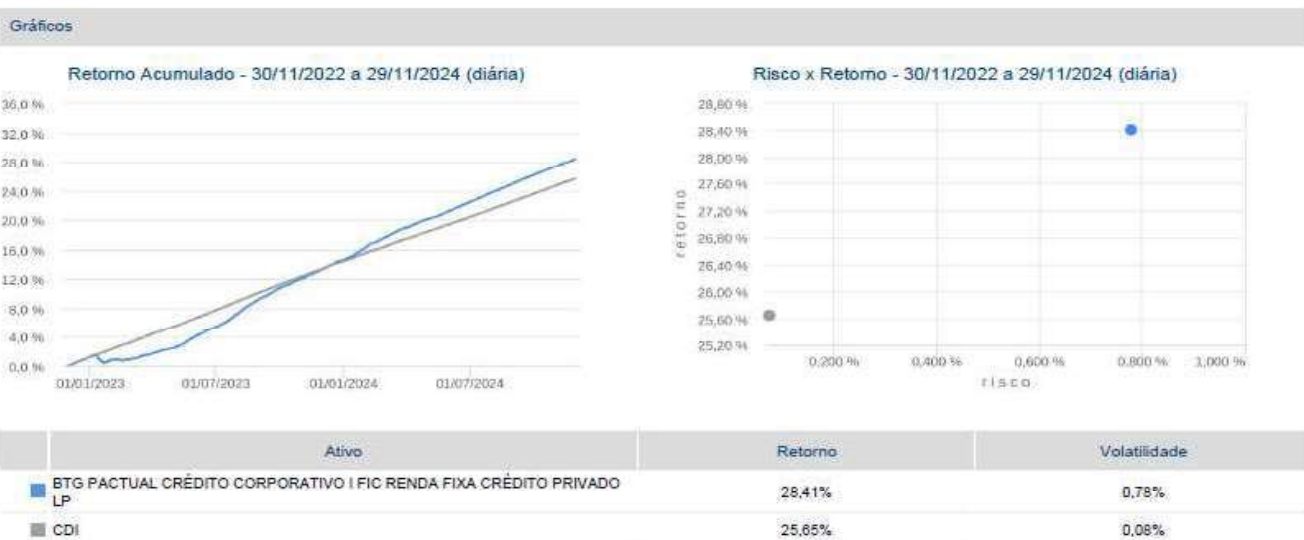 Gráficos
Retorno Acumulado - 30/11/2022 a 29/11/2024 (diária)
36,0 %
32,0 %
28,0 %
24,0 %
20,0 %
16,0 %
12,0 %
8,0 %
4,0 %
0,0 %
01/01/2023 01/07/2023 01/01/2024 01/07/2024
Risco x Retorno - 30/11/2022 a 29/11/2024 (diária)
retorno
28,80 %
28,40 %
28,00 %
27,60 %
27,20 %
26,80 %
26,40 %
26,00 %
25,60 %
25,20 %
0,200 % 0,400 % 0,600 % 0,800 % 1,000 %
risco
Ativo Retorno Volatilidade
BTG PACTUAL CRÉDITO CORPORATIVO I FIC RENDA FIXA CRÉDITO PRIVADO
LP 28,41% 0,78%
CDI 25,65% 0,08%